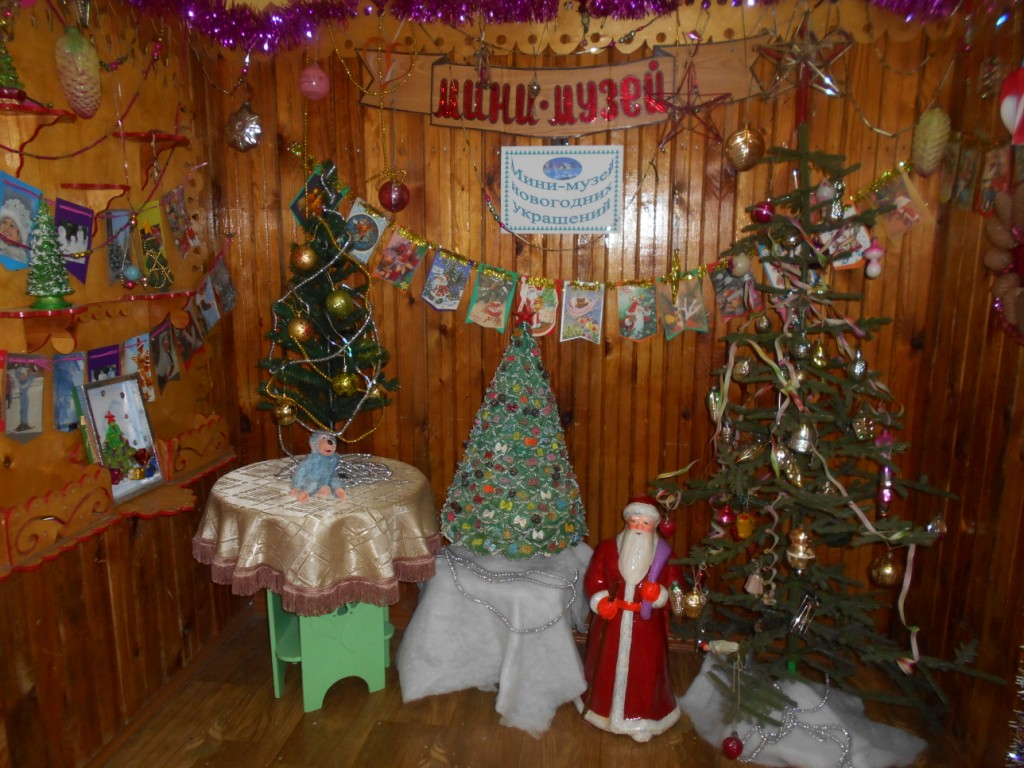 мини-музей
Мини-музей
новогодних
украшений